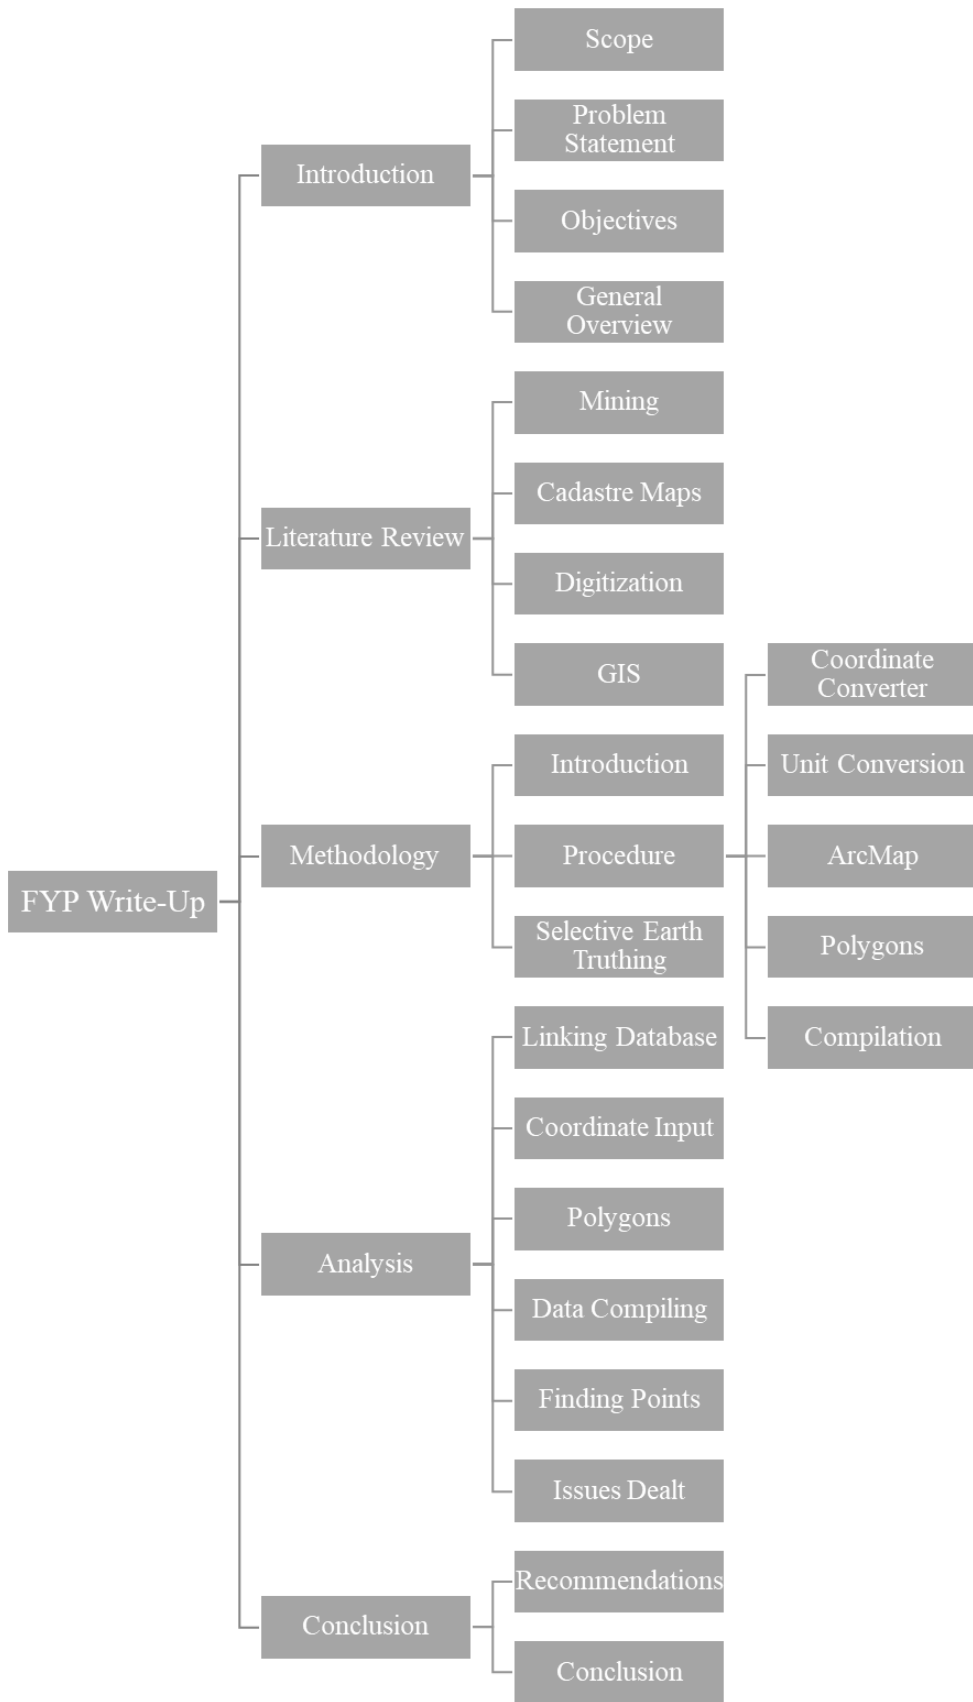 FYP Write-Up
Introduction
Scope
Problem
Statement
Objectives
General
Overview
Literature Review
Mining
Cadastre Maps
Digitization
GIS
Methodology
Introduction
Procedure
Coordinate
Converter
Unit Conversion
ArcMap
Polygons
Compilation
Selective Earth
Truthing
Analysis
Linking Database
Coordinate Input
Polygons
Data Compiling
Finding Points
Issues Dealt
Conclusion
Recommendations
Conclusion